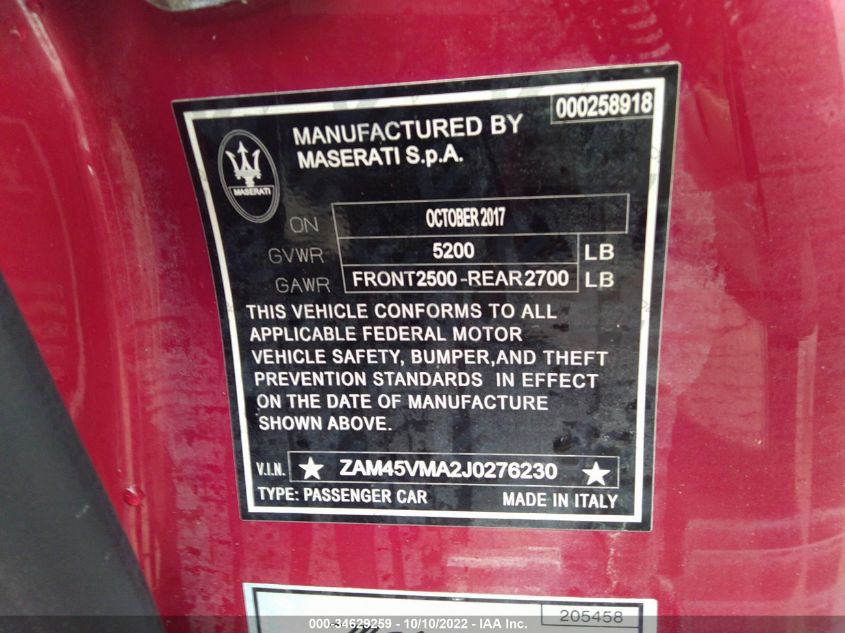 000258918
MANUFACTURED BY
MASERATI S.p.A.
MASERATI
ON OCTOBER 2017
GVWR 5200 LB
GAWR FRONT2500-REAR2700 LB
THIS VEHICLE CONFORMS TO ALL
APPLICABLE FEDERAL MOTOR
VEHICLE SAFETY, BUMPER,AND THEFT
PREVENTION STANDARDS IN EFFECT
ON THE DATE OF MANUFACTURE
SHOWN ABOVE.
V.I.N. ★ ZAM45VMA2J0276230 ★
TYPE: PASSENGER CAR MADE IN ITALY
205458
000-34629259 - 10/10/2022 - IAA Inc.